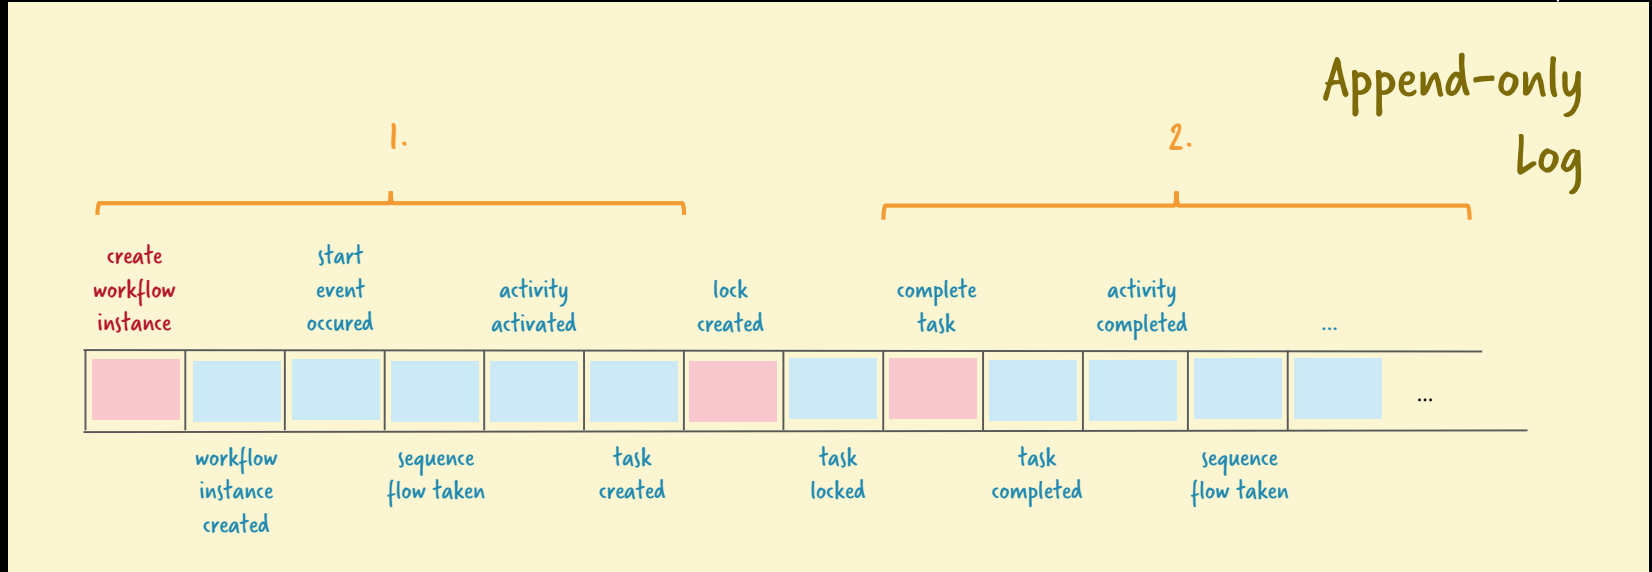 Append-only
Log
1.
2.
create
workflow
instance
start
event
occured
activity
activated
lock
created
complete
task
activity
completed
...
...
workflow
instance
created
sequence
flow taken
task
created
task
locked
task
completed
sequence
flow taken